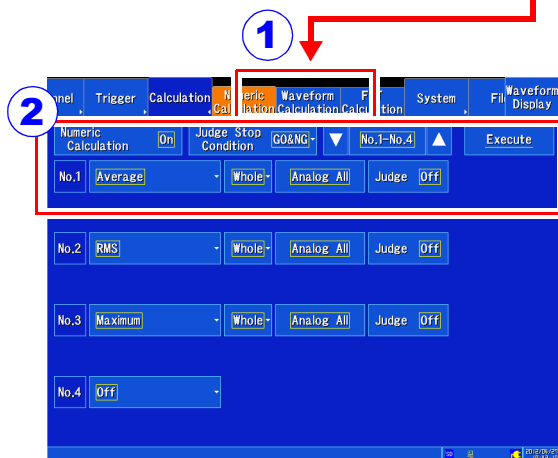 1
2
nel Trigger Calculation Numeric Calculation Waveform Calculation Calculation System Fil Waveform Display
Numeric Calculation On Judge Stop Condition GO&NG No.1-No.4 Execute
No.1 Average Whole Analog All Judge Off
No.2 RMS Whole Analog All Judge Off
No.3 Maximum Whole Analog All Judge Off
No.4 Off